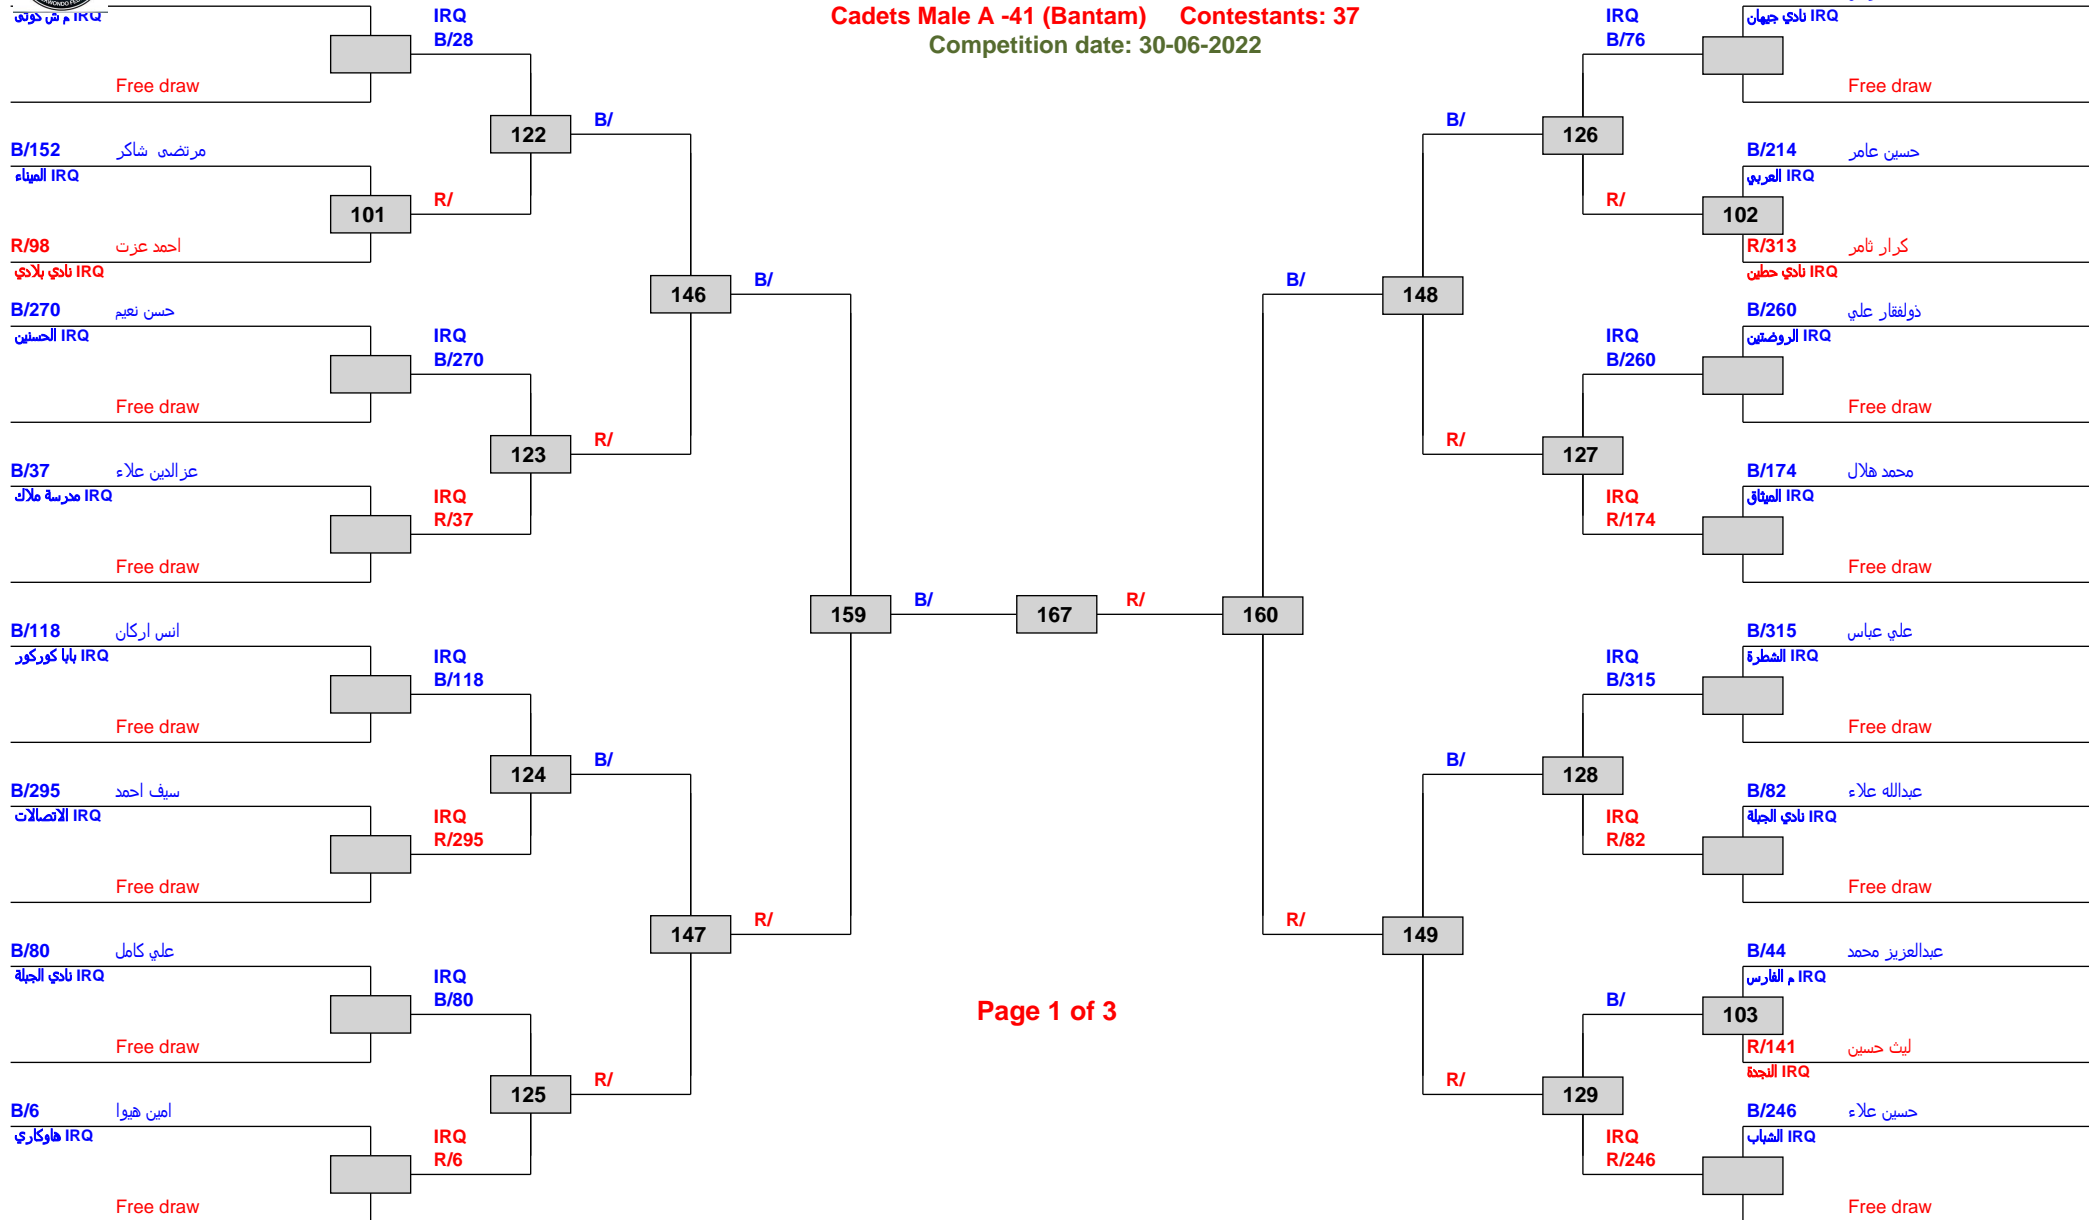 Cadets Male A -41 (Bantam) Contestants: 37
Competition date: 30-06-2022
IRQ م ش كوتى
IRQ
B/28
Free draw
B/152 مرتضى شاكر
IRQ الميناء
101
R/
122
B/
R/98 احمد عزت
IRQ نادي بلادي
B/270 حسن نعيم
IRQ الحسنين
IRQ
B/270
Free draw
123
R/
146
B/
B/37 عزالدين علاء
IRQ مدرسة ملاك
IRQ
R/37
Free draw
B/118 انس اركان
IRQ بابا كوركور
IRQ
B/118
Free draw
124
B/
B/295 سيف احمد
IRQ الاتصالات
IRQ
R/295
Free draw
147
R/
B/80 علي كامل
IRQ نادي الجبلة
IRQ
B/80
Free draw
125
R/
B/6 امين هيوا
IRQ هاوكاري
IRQ
R/6
Free draw
159
B/
167
R/
160
Page 1 of 3
IRQ نادي جيهان
IRQ
B/76
Free draw
B/
126
B/214 حسين عامر
IRQ العربي
R/
102
R/313 كرار ثامر
IRQ نادي حطين
B/
148
B/260 ذولفقار علي
IRQ الروضتين
IRQ
B/260
Free draw
R/
127
B/174 محمد هلال
IRQ الميثاق
IRQ
R/174
Free draw
B/315 علي عباس
IRQ الشطرة
IRQ
B/315
Free draw
B/
128
B/82 عبدالله علاء
IRQ نادي الجبلة
IRQ
R/82
Free draw
R/
149
B/44 عبدالعزيز محمد
IRQ م الفارس
B/
103
R/141 ليث حسين
IRQ النجدة
R/
129
B/246 حسين علاء
IRQ الشباب
IRQ
R/246
Free draw